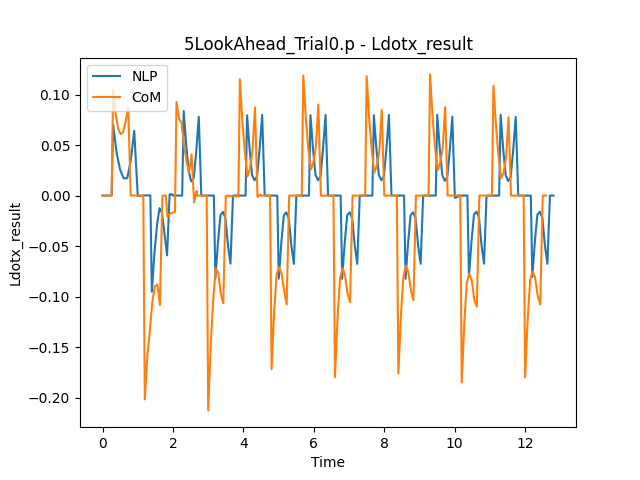 5LookAhead_Trial0.p - Ldotx_result
NLP
CoM
0.10
0.05
0.00
−0.05
−0.10
−0.15
−0.20
Ldotx_result
0 2 4 6 8 10 12
Time